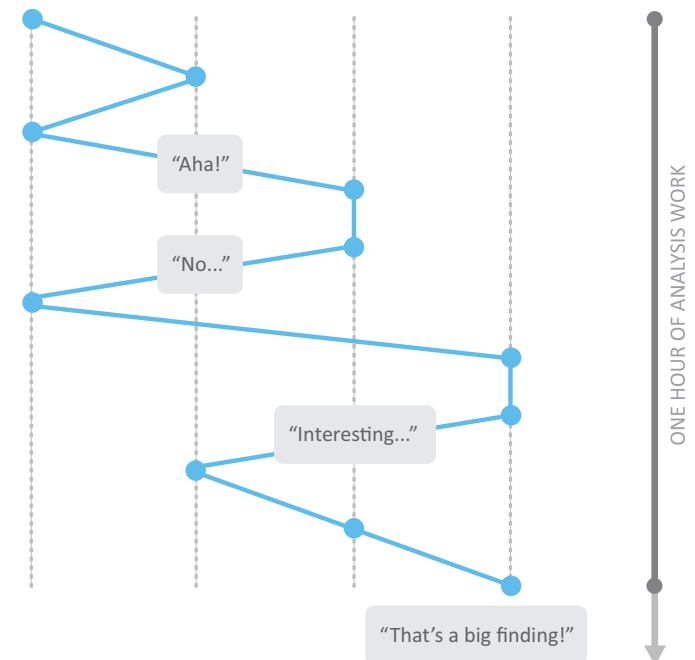 “Aha!”
“No...”
“Interesting...”
“That’s a big finding!”
ONE HOUR OF ANALYSIS WORK